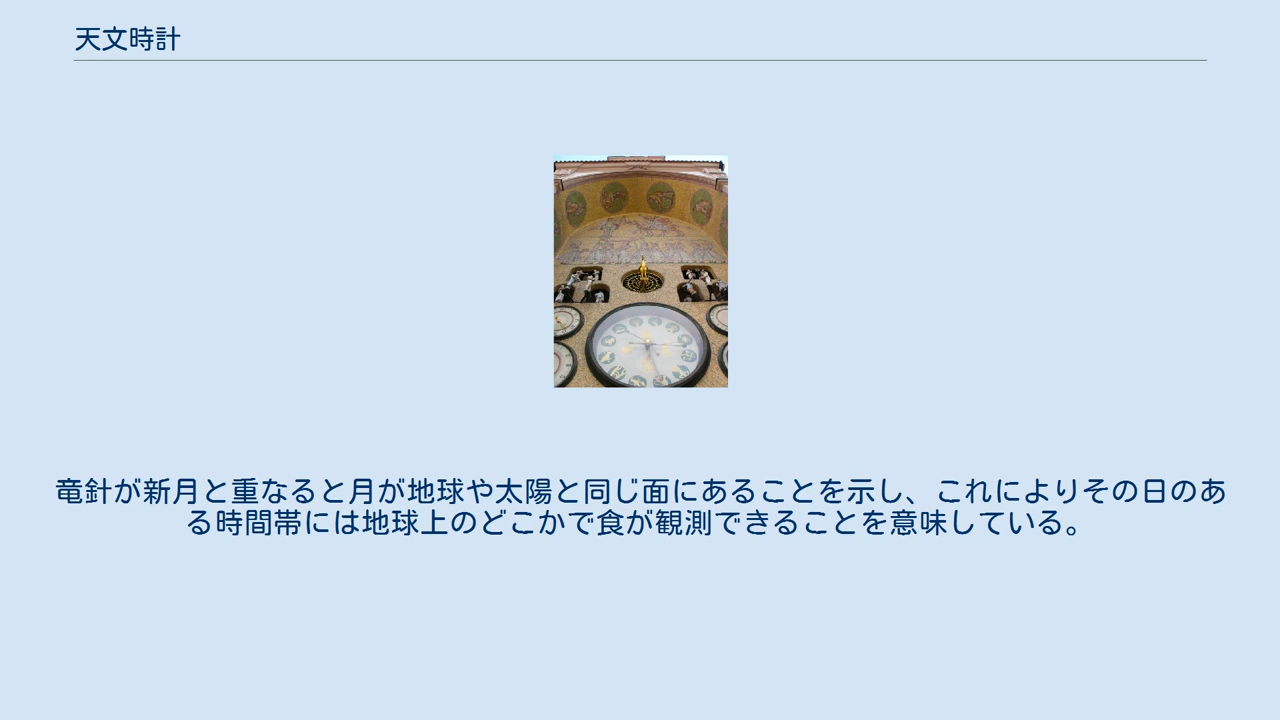 天文時計
竜針が新月と重なると月が地球や太陽と同じ面にあることを示し、これによりその日のあ
る時間帯には地球上のどこかで食が観測できることを意味している。